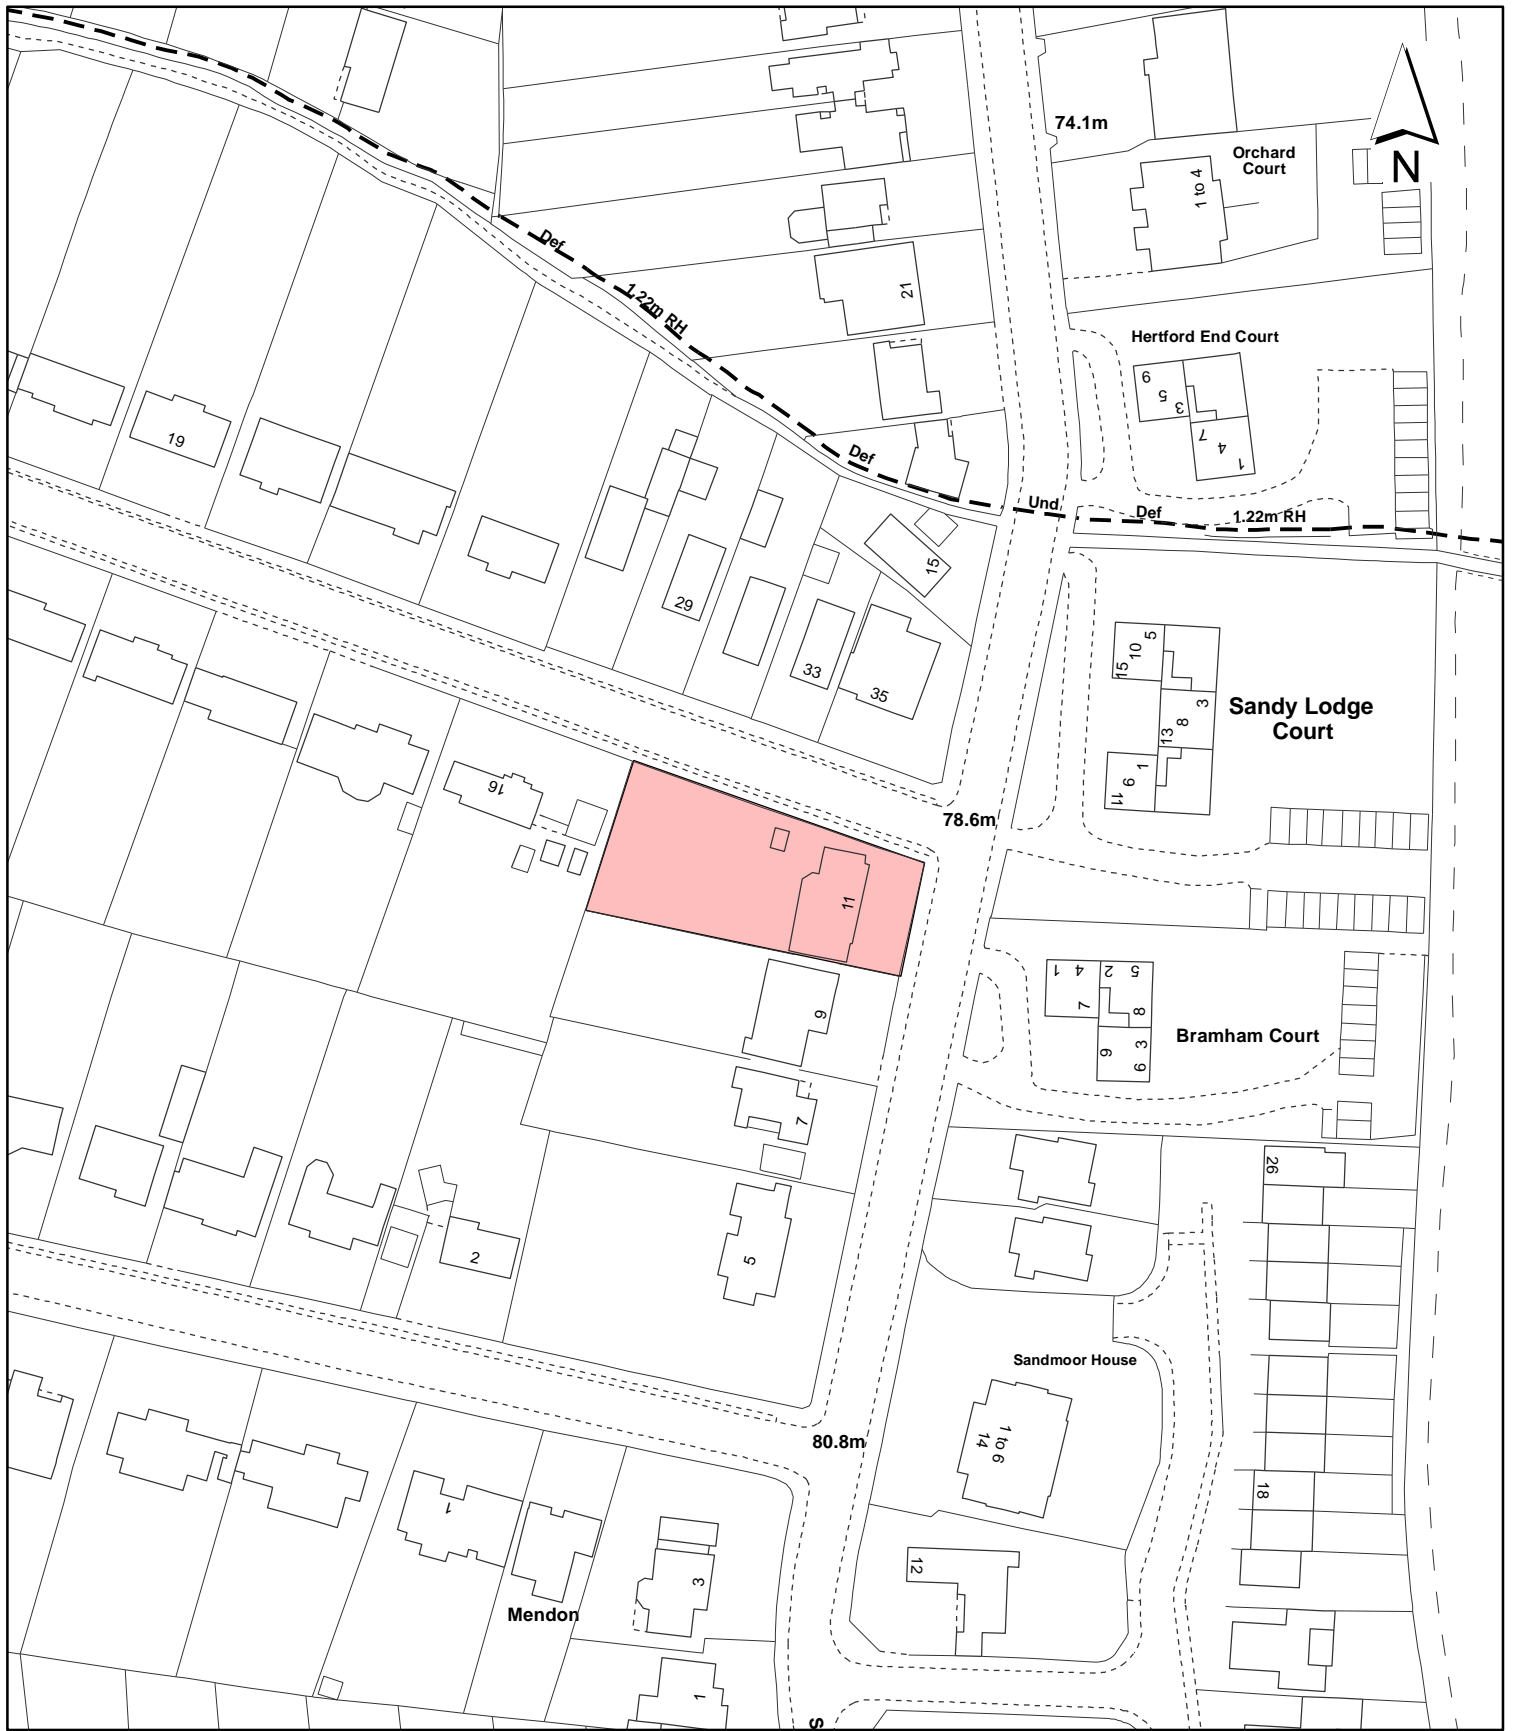 74.1m
Orchard
Court
N
1 to 4
Def
1.22m RH
21
Hertford End Court
9
5
3
7
4
1
19
Def
Und
Def
1.22m RH
15
29
33
35
5
10
15
3
8
13
1
6
11
Sandy Lodge
Court
16
78.6m
11
9
1
4
2
5
7
8
3
9
6
Bramham Court
7
26
5
2
Sandmoor House
1 to 6
14
80.8m
18
1
12
3
Mendon
1
S